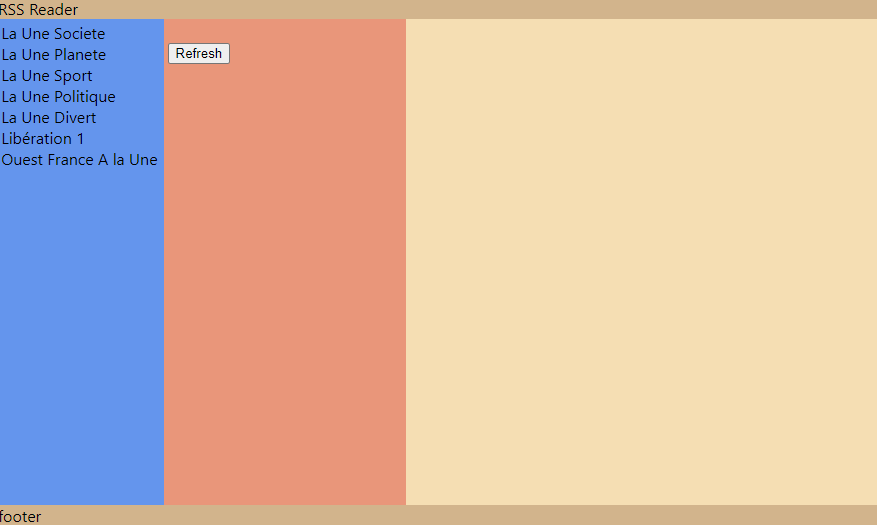 RSS Reader
La Une Societe
La Une Planete
La Une Sport
La Une Politique
La Une Divert
Libération 1
Ouest France A la Une
Refresh
footer